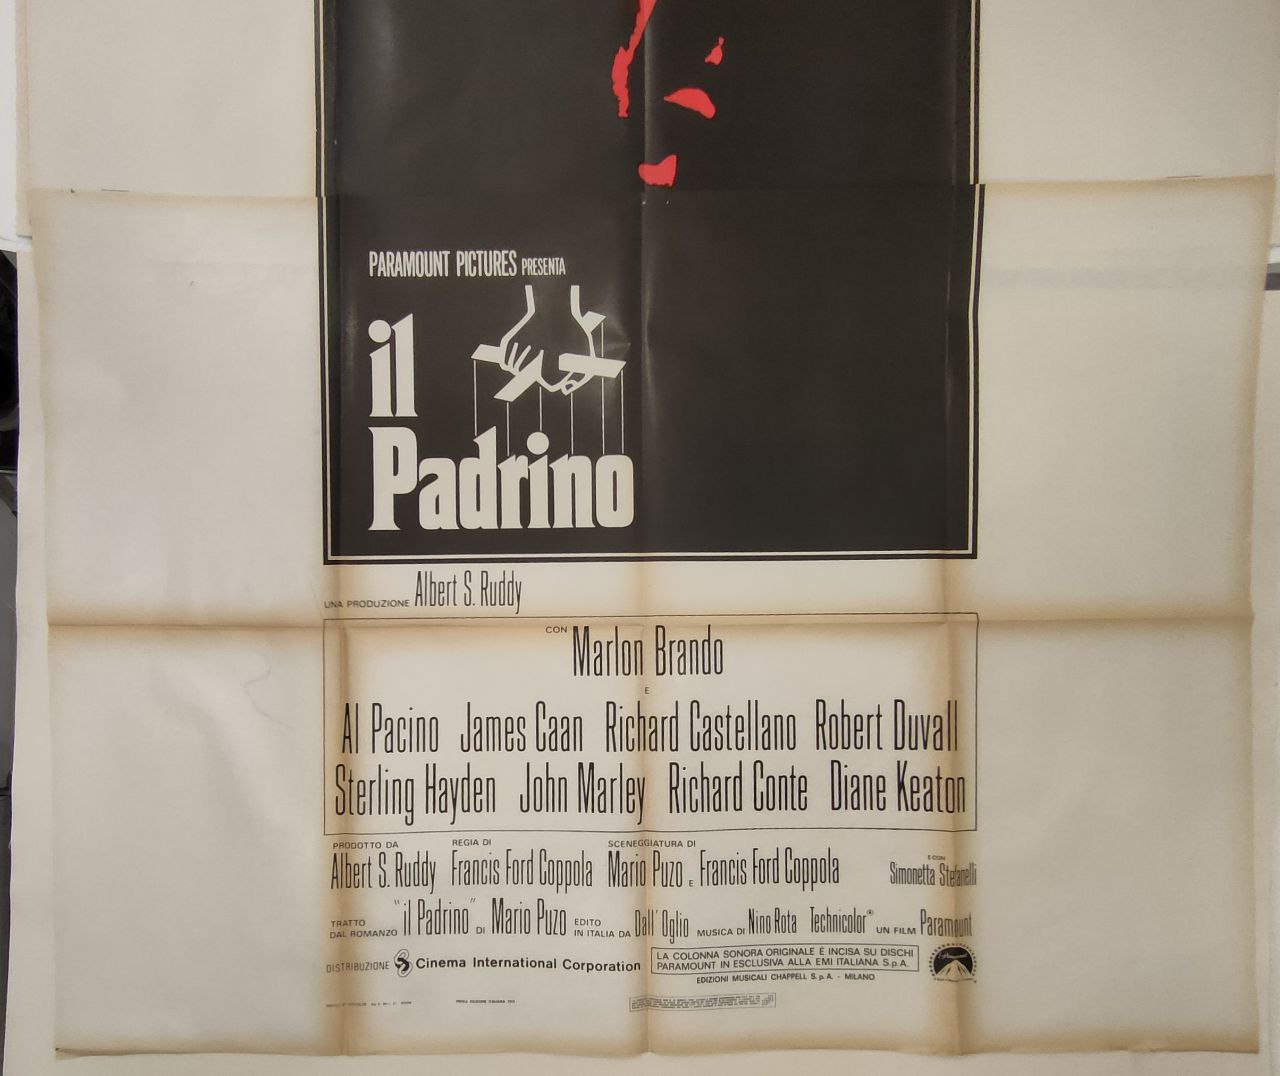 PARAMOUNT PICTURES PRESENTA
il
Padrino
UNA PRODUZIONE Albert S. Ruddy
CON Marlon Brando
E
Al Pacino James Caan Richard Castellano Robert Duvall
Sterling Hayden John Marley Richard Conte Diane Keaton
PRODOTTO DA Albert S. Ruddy REGIA DI Francis Ford Coppola SCENEGGIATURA DI Mario Puzo E Francis Ford Coppola E CON Simonetta Stefanelli
TRATTO DAL ROMANZO "il Padrino" DI Mario Puzo EDITO IN ITALIA DA Dall'Oglio MUSICA DI Nino Rota Technicolor® UN FILM Paramount
DISTRIBUZIONE Cinema International Corporation
LA COLONNA SONORA ORIGINALE È INCISA SU DISCHI
PARAMOUNT IN ESCLUSIVA ALLA EMI ITALIANA S.p.A.
EDIZIONI MUSICALI CHAPPELL S.p.A. - MILANO
Paramount
PRIMA EDIZIONE ITALIANA